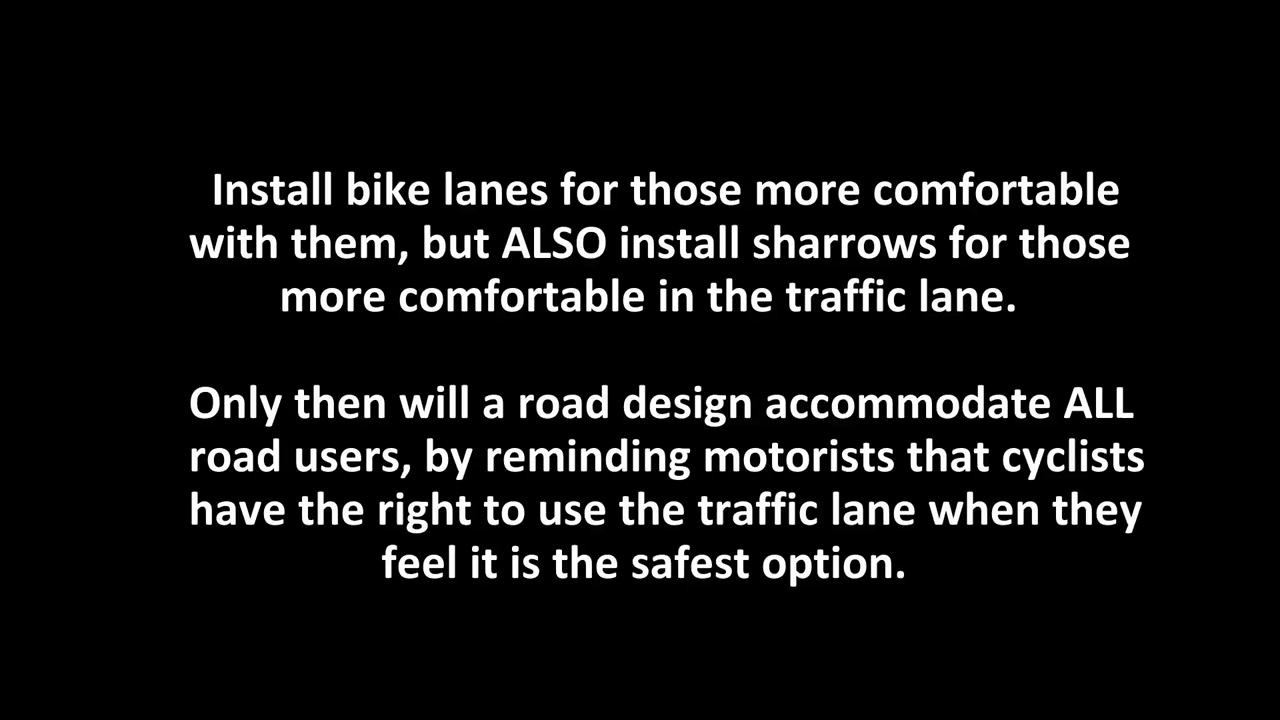 Install bike lanes for those more comfortable
with them, but ALSO install sharrows for those
more comfortable in the traffic lane.
Only then will a road design accommodate ALL
road users, by reminding motorists that cyclists
have the right to use the traffic lane when they
feel it is the safest option.